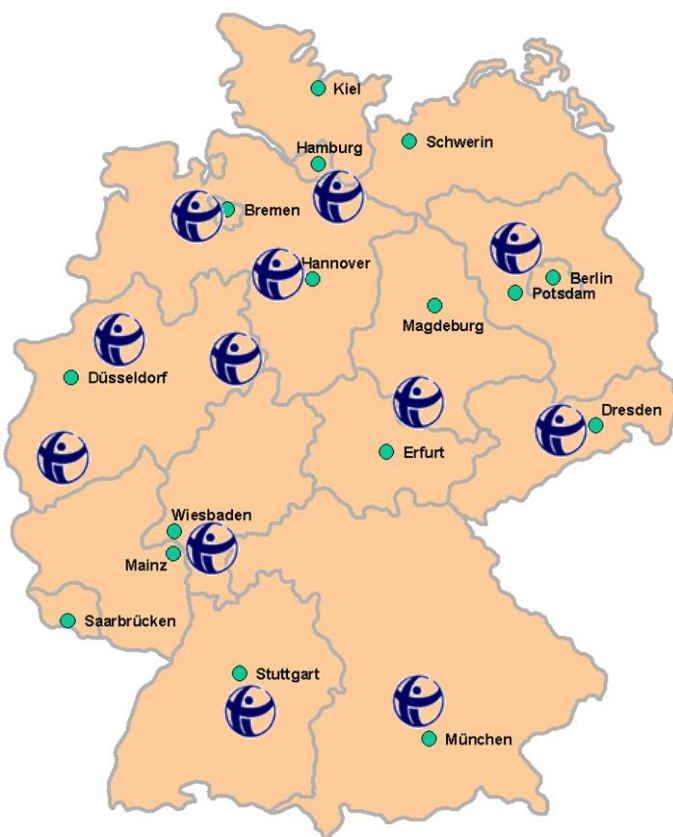 Kiel
Schwerin
Hamburg
Bremen
Hannover
Berlin
Potsdam
Magdeburg
Düsseldorf
Dresden
Erfurt
Wiesbaden
Mainz
Saarbrücken
Stuttgart
München